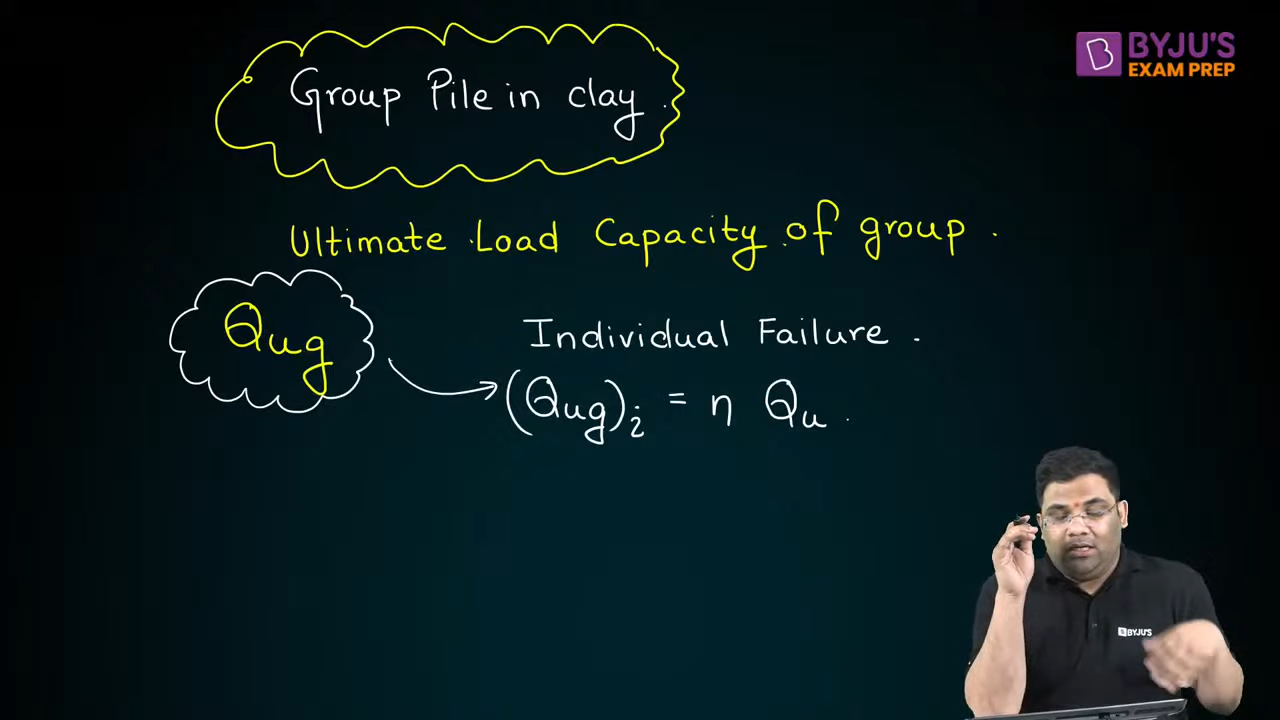 BYJU'S
EXAM PREP
Group Pile in clay.
Ultimate Load Capacity of group.
Qug
Individual Failure.
(Qug)i = n Qu.
BYJU'S